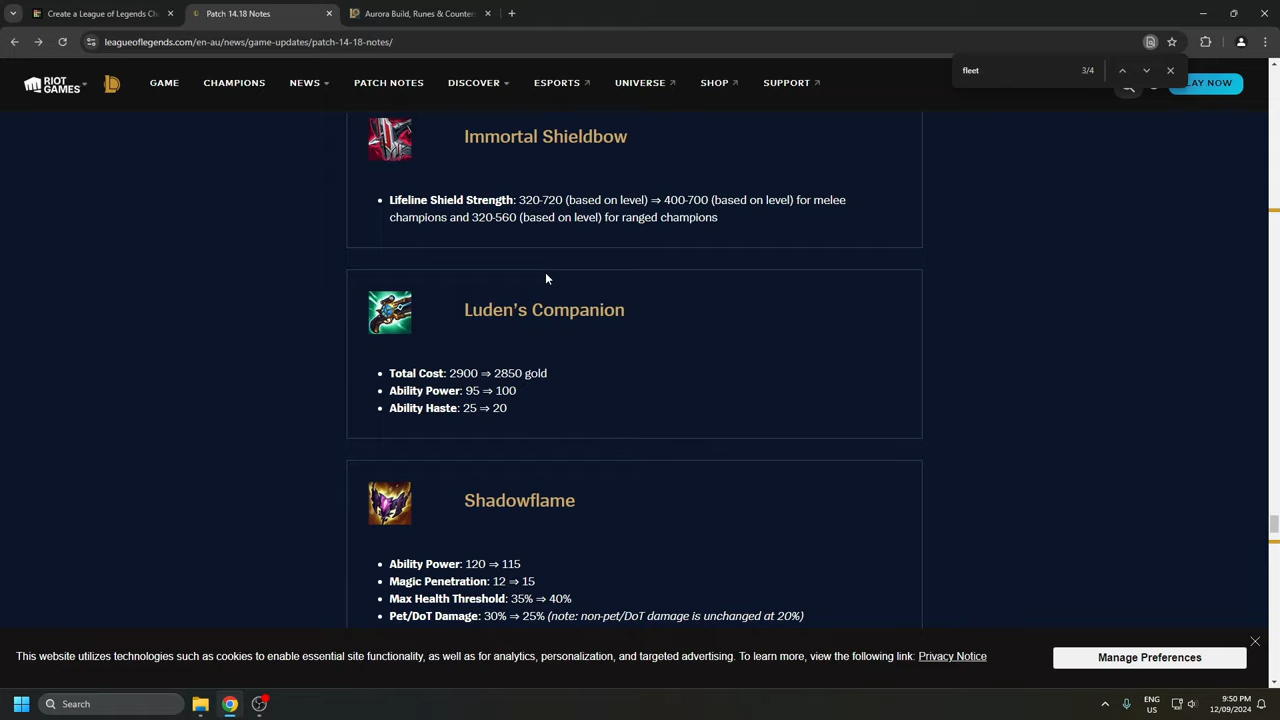 Create a League of Legends Ch
Patch 14.18 Notes
Aurora Build, Runes & Counter
leagueoflegends.com/en-au/news/game-updates/patch-14-18-notes/
fleet
3/4
RIOT GAMES
GAME
CHAMPIONS
NEWS
PATCH NOTES
DISCOVER
ESPORTS
UNIVERSE
SHOP
SUPPORT
AY NOW
Immortal Shieldbow
• Lifeline Shield Strength: 320-720 (based on level) ⇒ 400-700 (based on level) for melee
champions and 320-560 (based on level) for ranged champions
Luden's Companion
• Total Cost: 2900 ⇒ 2850 gold
• Ability Power: 95 ⇒ 100
• Ability Haste: 25 ⇒ 20
Shadowflame
• Ability Power: 120 ⇒ 115
• Magic Penetration: 12 ⇒ 15
• Max Health Threshold: 35% ⇒ 40%
• Pet/DoT Damage: 30% ⇒ 25% (note: non-pet/DoT damage is unchanged at 20%)
This website utilizes technologies such as cookies to enable essential site functionality, as well as for analytics, personalization, and targeted advertising. To learn more, view the following link: Privacy Notice
Manage Preferences
Search
ENG
US
9:50 PM
12/09/2024